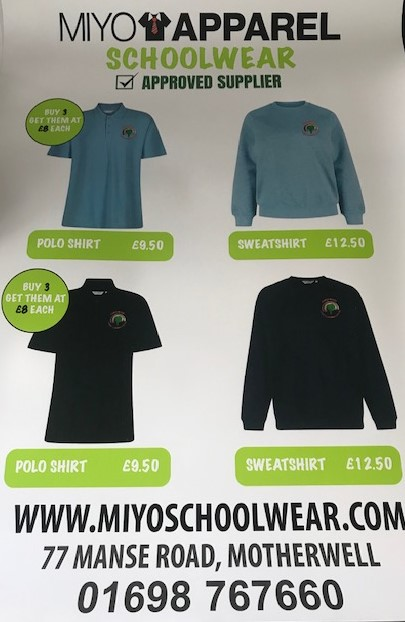 MIYO APPAREL
SCHOOLWEAR
APPROVED SUPPLIER
BUY 3
GET THEM AT
£8 EACH
POLO SHIRT £9.50
SWEATSHIRT £12.50
BUY 3
GET THEM AT
£8 EACH
POLO SHIRT £9.50
SWEATSHIRT £12.50
WWW.MIYOSCHOOLWEAR.COM
77 MANSE ROAD, MOTHERWELL
01698 767660